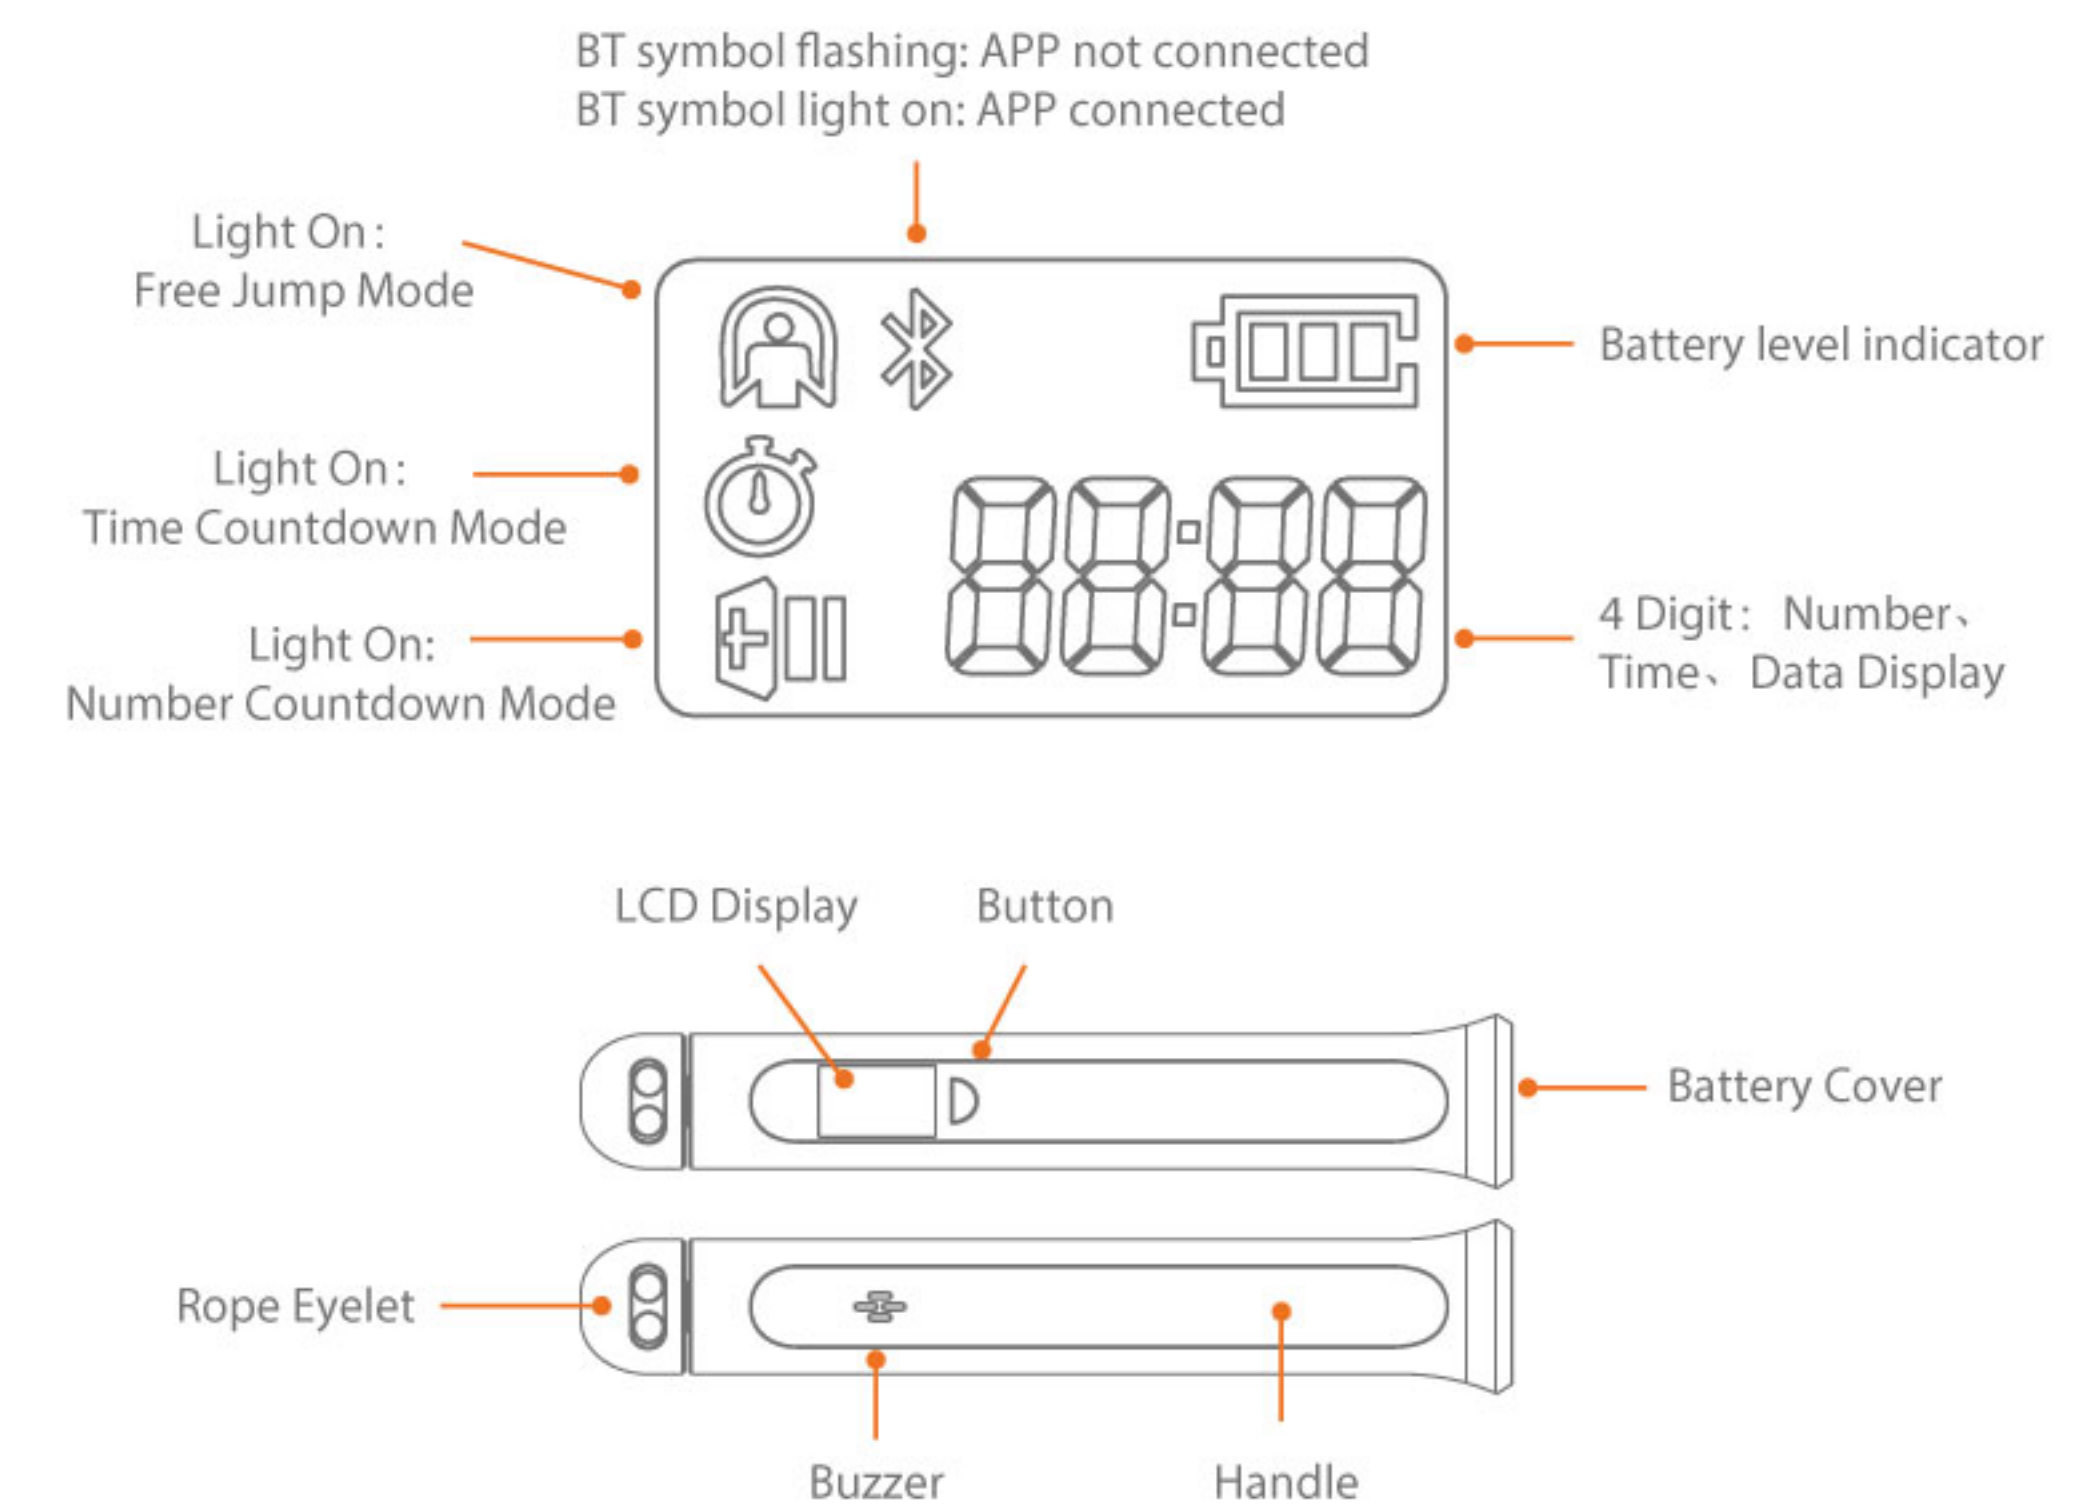 BT symbol flashing: APP not connected
BT symbol light on: APP connected
Light On:
Free Jump Mode
Battery level indicator
Light On:
Time Countdown Mode
88:88
Light On:
Number Countdown Mode
4 Digit: Number、
Time、 Data Display
LCD Display
Button
Battery Cover
Rope Eyelet
Buzzer
Handle